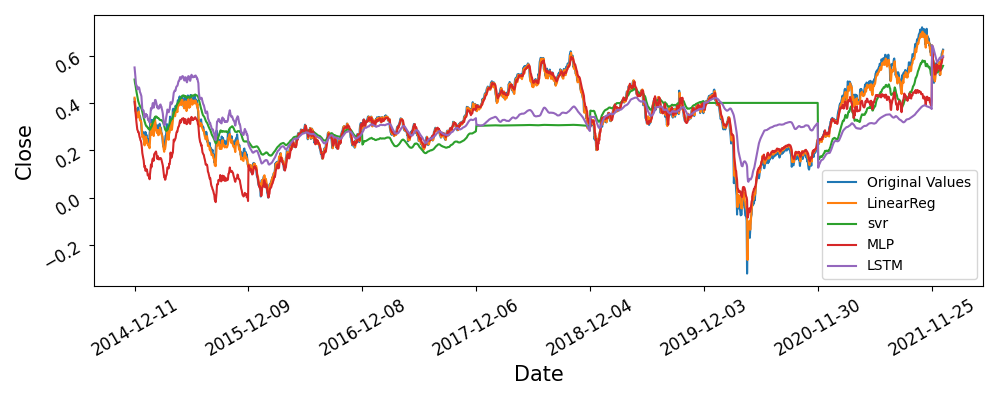 Close
0.6
0.4
0.2
0.0
−0.2
Original Values
LinearReg
svr
MLP
LSTM
2014-12-11
2015-12-09
2016-12-08
2017-12-06
2018-12-04
2019-12-03
2020-11-30
2021-11-25
Date